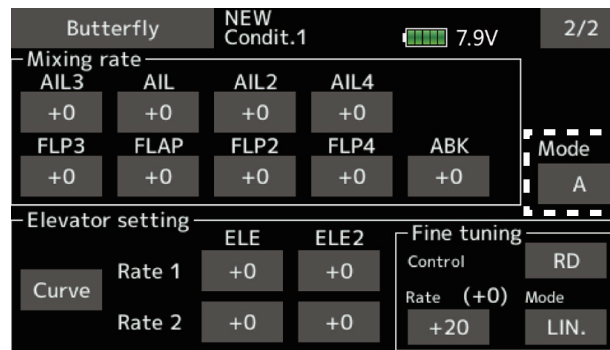 Butterfly NEW Condit.1 7.9V 2/2
Mixing rate
AIL3 AIL AIL2 AIL4
+0 +0 +0 +0
FLP3 FLAP FLP2 FLP4 ABK Mode
+0 +0 +0 +0 +0 A
Elevator setting
ELE ELE2 Fine tuning
Control RD
Curve Rate 1 +0 +0
Rate (+0) Mode
Rate 2 +0 +0 +20 LIN.